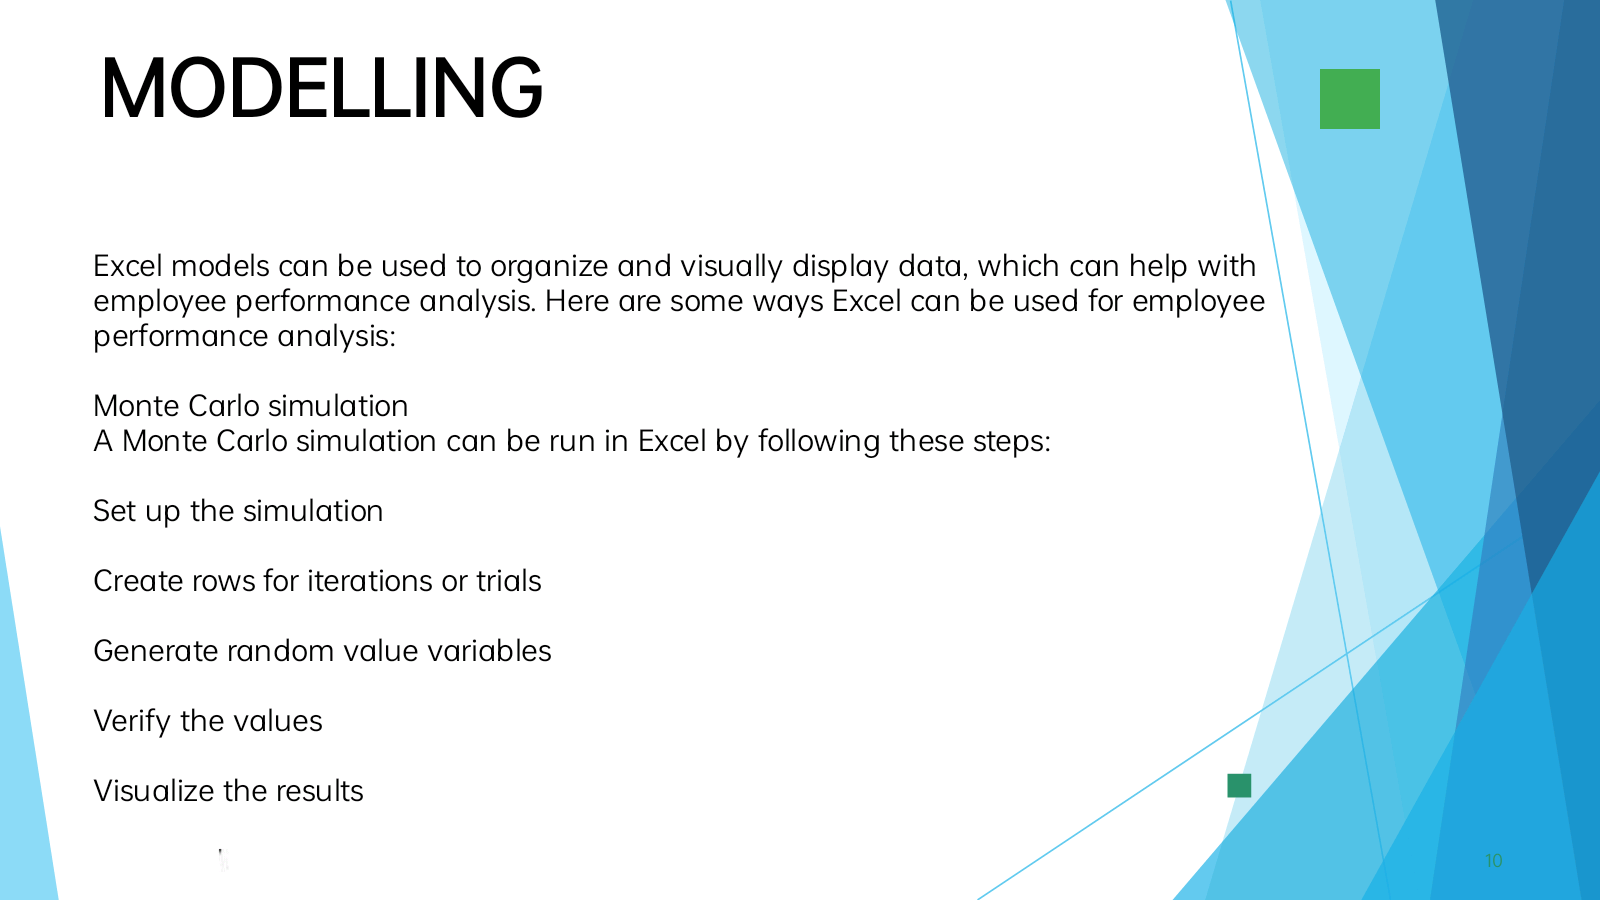 MODELLING
Excel models can be used to organize and visually display data, which can help with
employee performance analysis. Here are some ways Excel can be used for employee
performance analysis:
Monte Carlo simulation
A Monte Carlo simulation can be run in Excel by following these steps:
Set up the simulation
Create rows for iterations or trials
Generate random value variables
Verify the values
Visualize the results
10